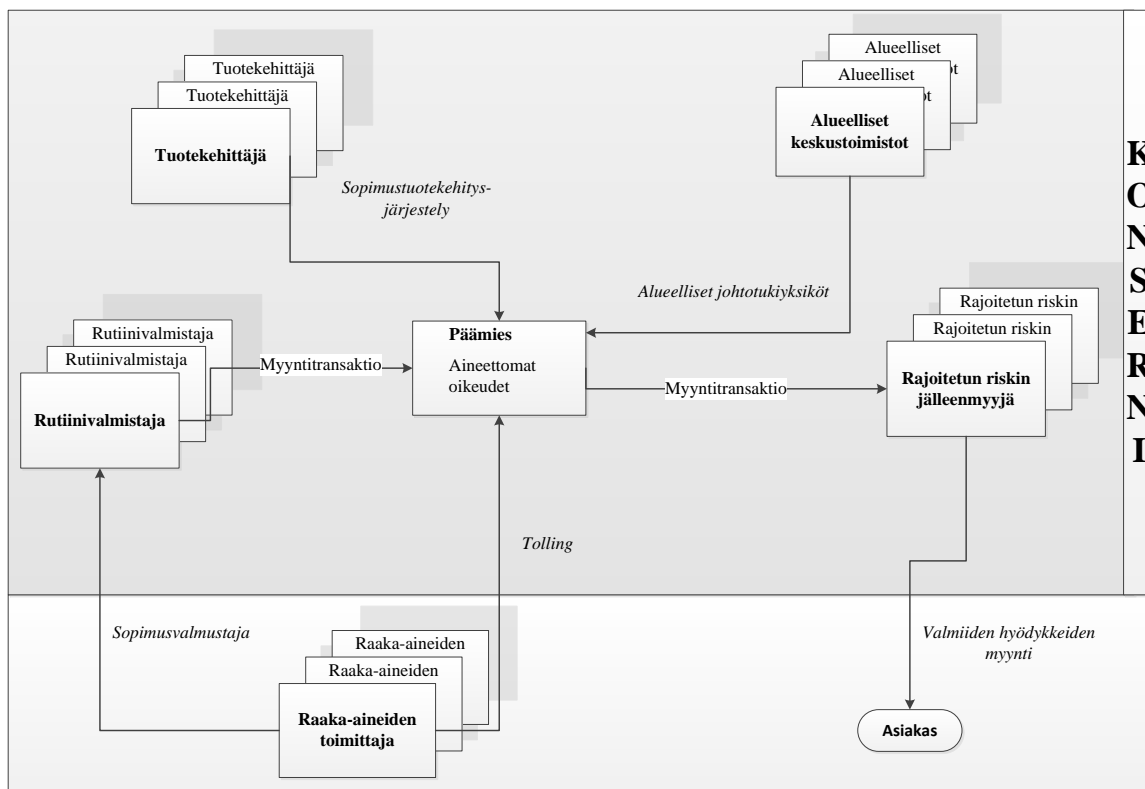 Tuotekehittäjä
Tuotekehittäjä
Tuotekehittäjä
Alueelliset
Alueelliset
Alueelliset
keskustoimistot
Sopimustuotekehitys-
järjestely
Alueelliset johtotukiyksiköt
Rutiinivalmistaja
Rutiinivalmistaja
Rutiinivalmistaja
Myyntitransaktio
Päämies
Aineettomat
oikeudet
Myyntitransaktio
Rajoitetun riskin
Rajoitetun riskin
Rajoitetun riskin
jälleenmyyjä
K
O
N
S
E
R
N
I
Tolling
Sopimusvalmustaja
Raaka-aineiden
Raaka-aineiden
Raaka-aineiden
toimittaja
Valmiiden hyödykkeiden
myynti
Asiakas